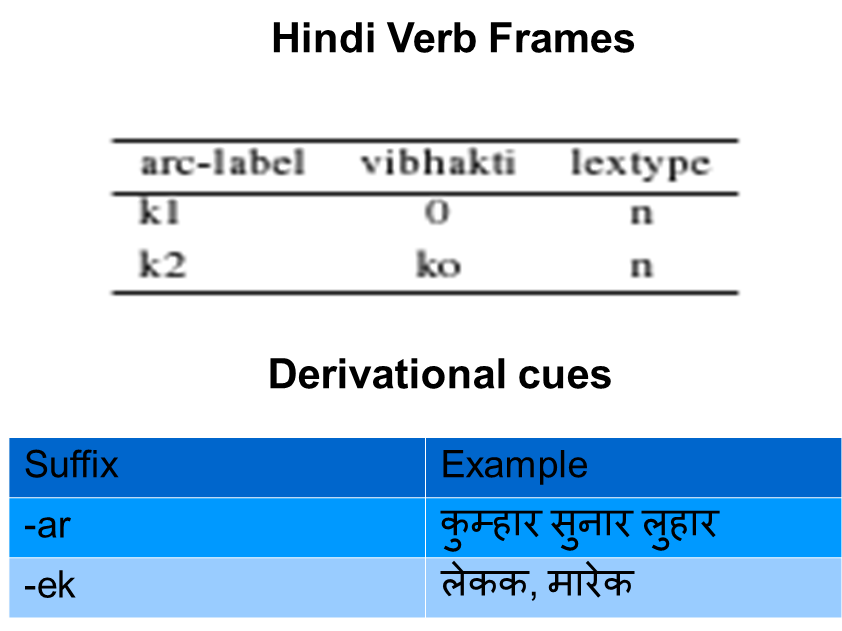 Hindi Verb Frames
arc-label vibhakti lextype
k1 0 n
k2 ko n
Derivational cues
Suffix Example
-ar कुम्हार सुनार लुहार
-ek लेकक, मारेक